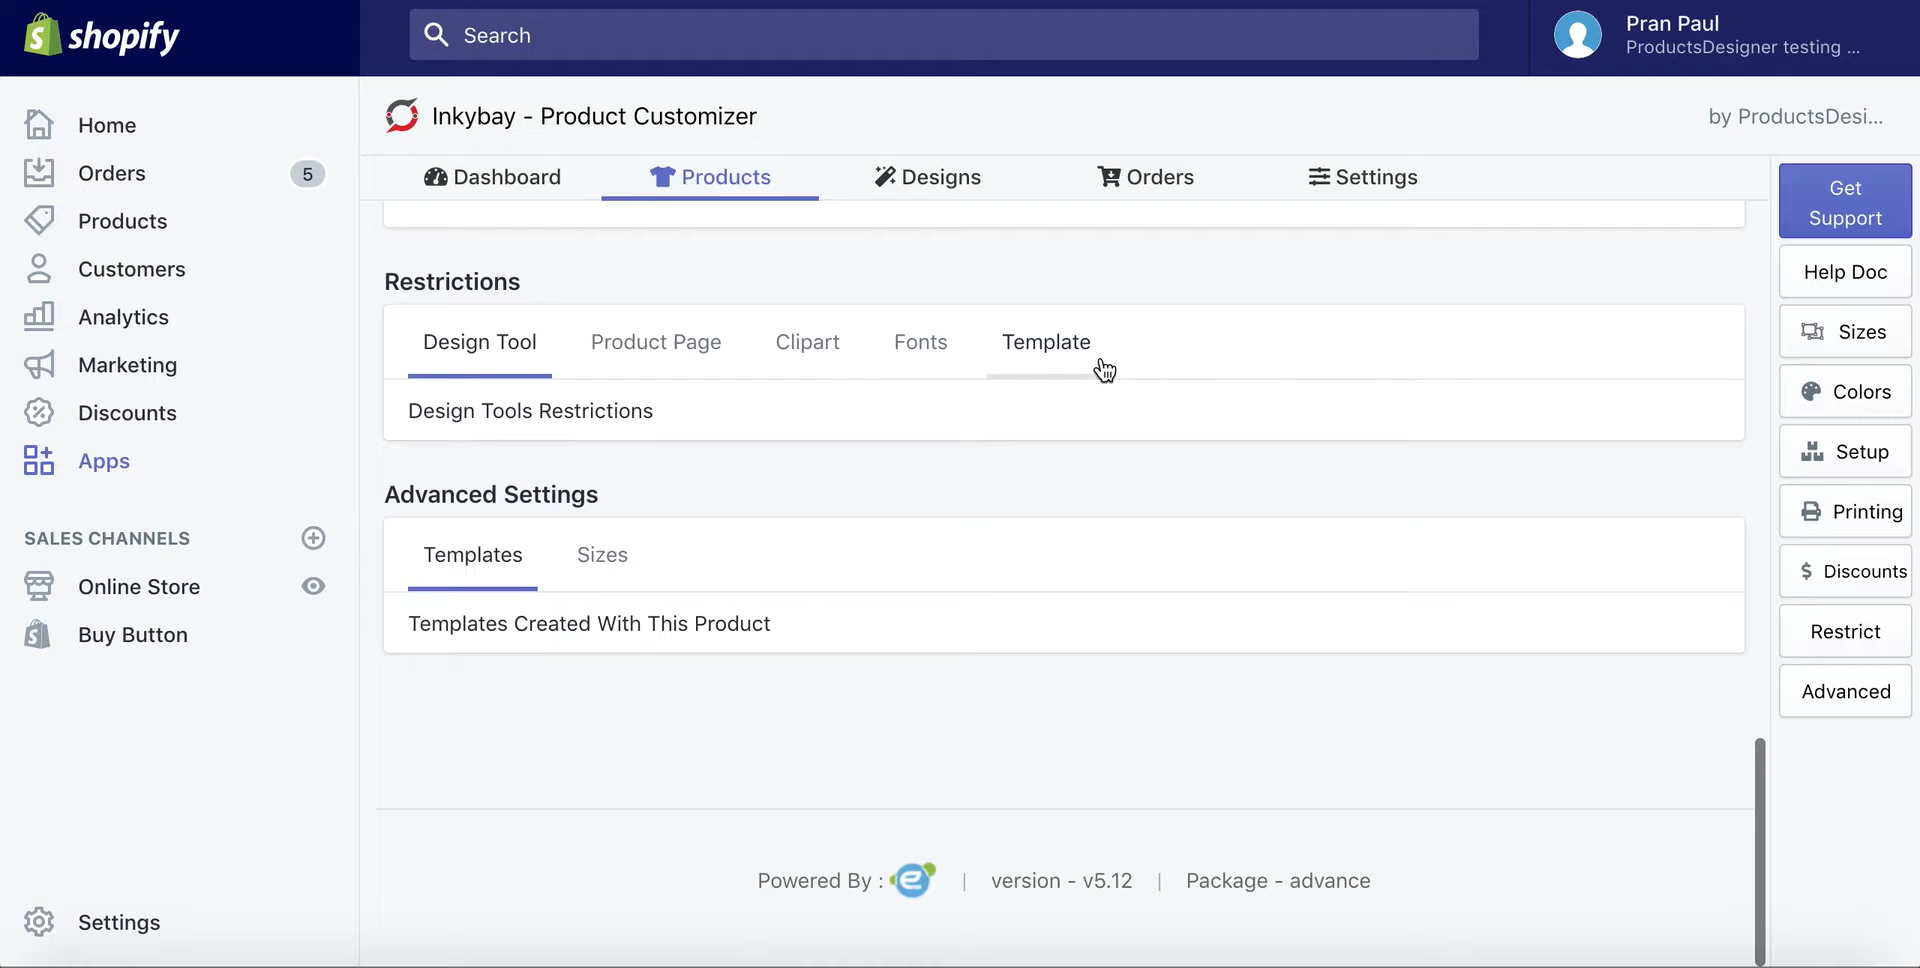 shopify
Search
Pran Paul
ProductsDesigner testing ...
Home
Orders
5
Products
Customers
Analytics
Marketing
Discounts
Apps
SALES CHANNELS
Online Store
Buy Button
Settings
Inkybay - Product Customizer
by ProductsDesi...
Dashboard
Products
Designs
Orders
Settings
Restrictions
Design Tool
Product Page
Clipart
Fonts
Template
Design Tools Restrictions
Advanced Settings
Templates
Sizes
Templates Created With This Product
Powered By : e | version - v5.12 | Package - advance
Get
Support
Help Doc
Sizes
Colors
Setup
Printing
$ Discounts
Restrict
Advanced